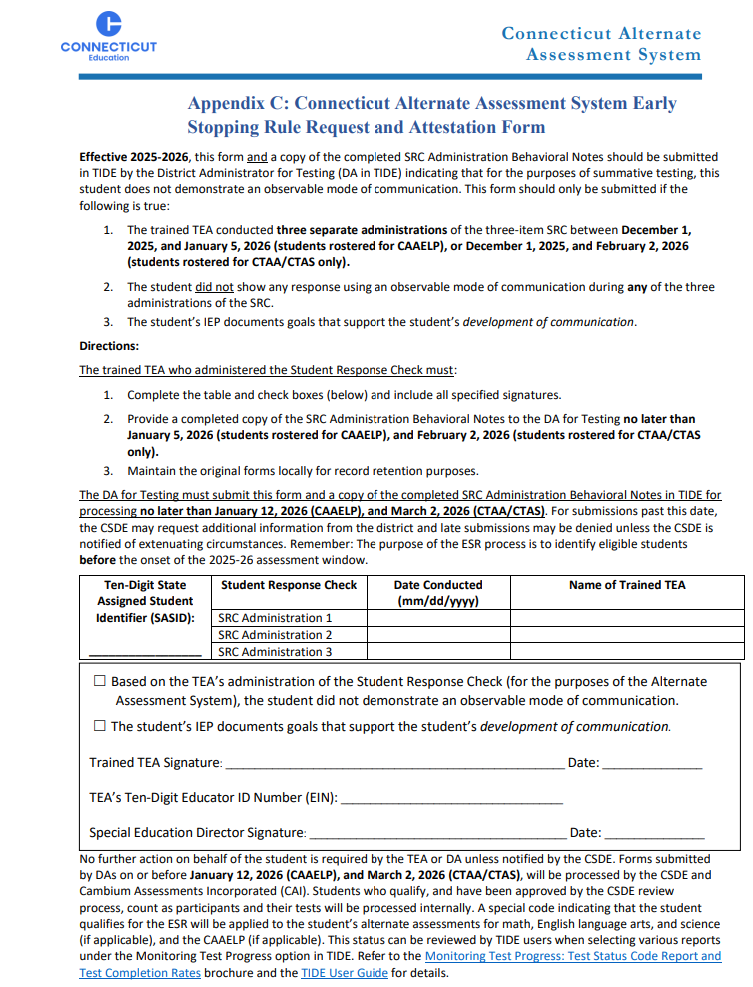 CONNECTICUT
Education
Connecticut Alternate
Assessment System
Appendix C: Connecticut Alternate Assessment System Early
Stopping Rule Request and Attestation Form
Effective 2025-2026, this form and a copy of the completed SRC Administration Behavioral Notes should be submitted
in TIDE by the District Administrator for Testing (DA in TIDE) indicating that for the purposes of summative testing, this
student does not demonstrate an observable mode of communication. This form should only be submitted if the
following is true:
1. The trained TEA conducted three separate administrations of the three-item SRC between December 1,
2025, and January 5, 2026 (students rostered for CAAELP), or December 1, 2025, and February 2, 2026
(students rostered for CTAA/CTAS only).
2. The student did not show any response using an observable mode of communication during any of the three
administrations of the SRC.
3. The student's IEP documents goals that support the student's development of communication.
Directions:
The trained TEA who administered the Student Response Check must:
1. Complete the table and check boxes (below) and include all specified signatures.
2. Provide a completed copy of the SRC Administration Behavioral Notes to the DA for Testing no later than
January 5, 2026 (students rostered for CAAELP), and February 2, 2026 (students rostered for CTAA/CTAS
only).
3. Maintain the original forms locally for record retention purposes.
The DA for Testing must submit this form and a copy of the completed SRC Administration Behavioral Notes in TIDE for
processing no later than January 12, 2026 (CAAELP), and March 2, 2026 (CTAA/CTAS). For submissions past this date,
the CSDE may request additional information from the district and late submissions may be denied unless the CSDE is
notified of extenuating circumstances. Remember: The purpose of the ESR process is to identify eligible students
before the onset of the 2025-26 assessment window.
Ten-Digit State
Assigned Student
Identifier (SASID):
_________________
Student Response Check
Date Conducted
(mm/dd/yyyy)
Name of Trained TEA
SRC Administration 1
SRC Administration 2
SRC Administration 3
☐ Based on the TEA's administration of the Student Response Check (for the purposes of the Alternate
Assessment System), the student did not demonstrate an observable mode of communication.
☐ The student's IEP documents goals that support the student's development of communication.
Trained TEA Signature: ______________________________ Date: ______________
TEA's Ten-Digit Educator ID Number (EIN): ______________________________
Special Education Director Signature: ______________________________ Date: ______________
No further action on behalf of the student is required by the TEA or DA unless notified by the CSDE. Forms submitted
by DAs on or before January 12, 2026 (CAAELP), and March 2, 2026 (CTAA/CTAS), will be processed by the CSDE and
Cambium Assessments Incorporated (CAI). Students who qualify, and have been approved by the CSDE review
process, count as participants and their tests will be processed internally. A special code indicating that the student
qualifies for the ESR will be applied to the student's alternate assessments for math, English language arts, and science
(if applicable), and the CAAELP (if applicable). This status can be reviewed by TIDE users when selecting various reports
under the Monitoring Test Progress option in TIDE. Refer to the Monitoring Test Progress: Test Status Code Report and
Test Completion Rates brochure and the TIDE User Guide for details.